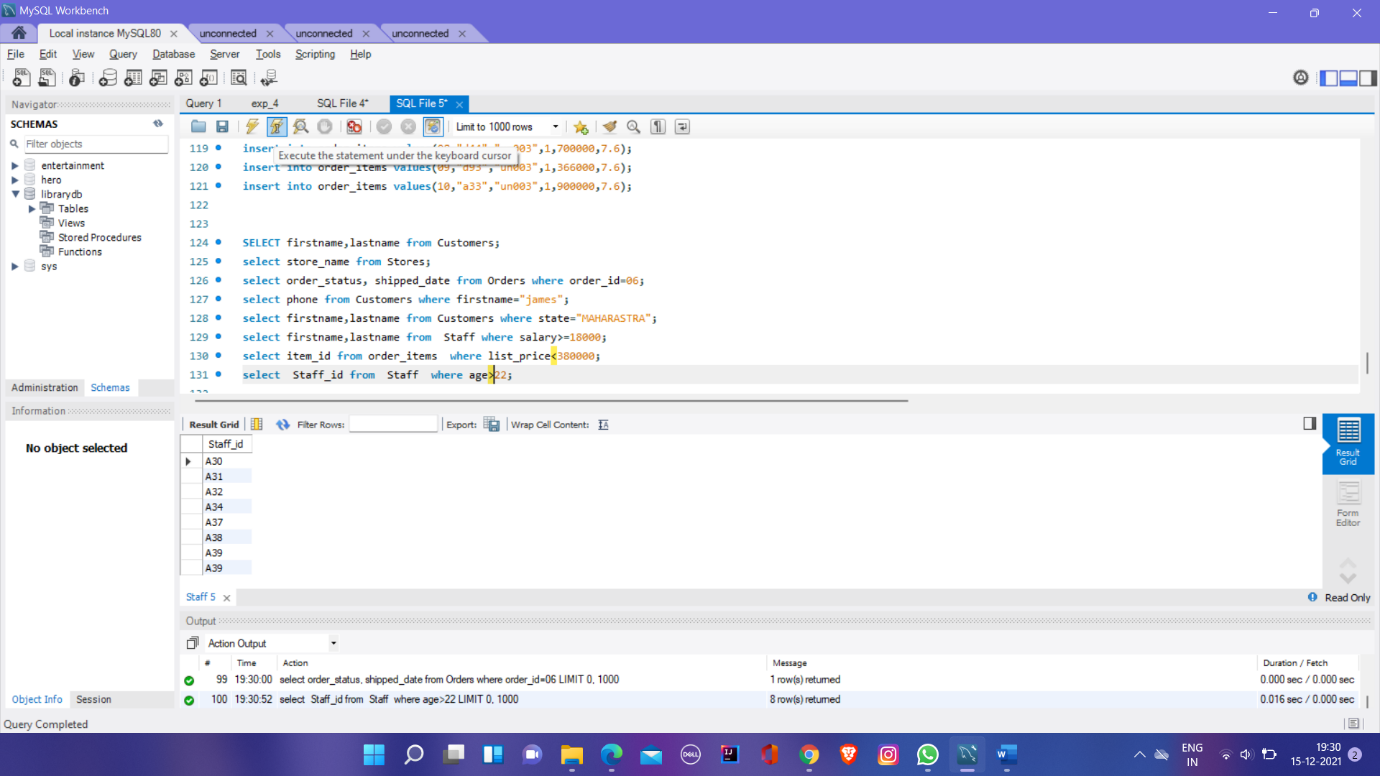 MySQL Workbench
Local instance MySQL80 unconnected unconnected unconnected
File Edit View Query Database Server Tools Scripting Help
Navigator Query 1 exp_4 SQL File 4* SQL File 5*
SCHEMAS
Limit to 1000 rows
Filter objects
entertainment
hero
librarydb
Tables
Views
Stored Procedures
Functions
sys
Administration Schemas
Information
No object selected
Object Info Session
Execute the statement under the keyboard cursor
119 003",1,700000,7.6);
120 insert into order_items values(09,"d93","un003",1,366000,7.6);
121 insert into order_items values(10,"a33","un003",1,900000,7.6);
122
123
124 SELECT firstname,lastname from Customers;
125 select store_name from Stores;
126 select order_status, shipped_date from Orders where order_id=06;
127 select phone from Customers where firstname="james";
128 select firstname,lastname from Customers where state="MAHARASTRA";
129 select firstname,lastname from Staff where salary>=18000;
130 select item_id from order_items where list_price<380000;
131 select Staff_id from Staff where age>22;
Result Grid Filter Rows: Export: Wrap Cell Content:
Staff_id
A30
A31
A32
A34
A37
A38
A39
A39
Result
Grid
Form
Editor
Staff 5 Read Only
Output
Action Output
# Time Action Message Duration / Fetch
99 19:30:00 select order_status, shipped_date from Orders where order_id=06 LIMIT 0, 1000 1 row(s) returned 0.000 sec / 0.000 sec
100 19:30:52 select Staff_id from Staff where age>22 LIMIT 0, 1000 8 row(s) returned 0.016 sec / 0.000 sec
Query Completed
DELL
IJ
W
ENG
IN
19:30
15-12-2021
2